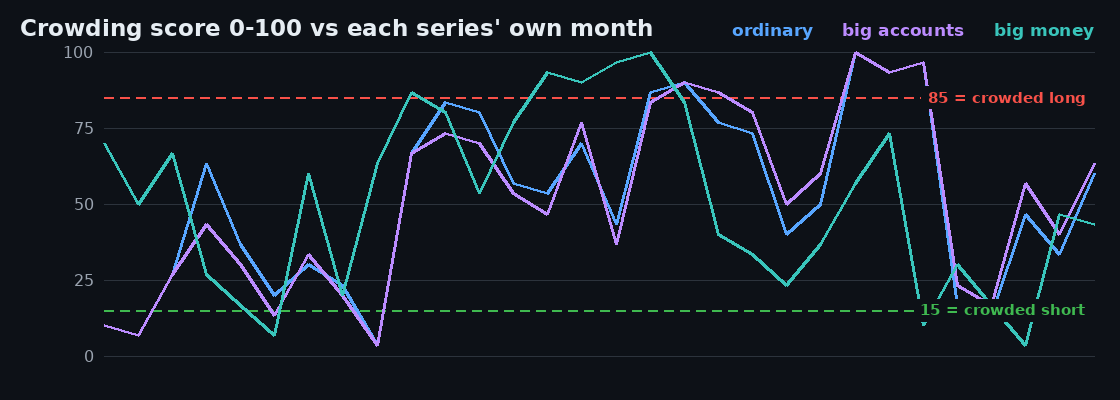 Crowding score 0-100 vs each series' own month
ordinary big accounts big money
100
85 = crowded long
75
50
25
15 = crowded short
0